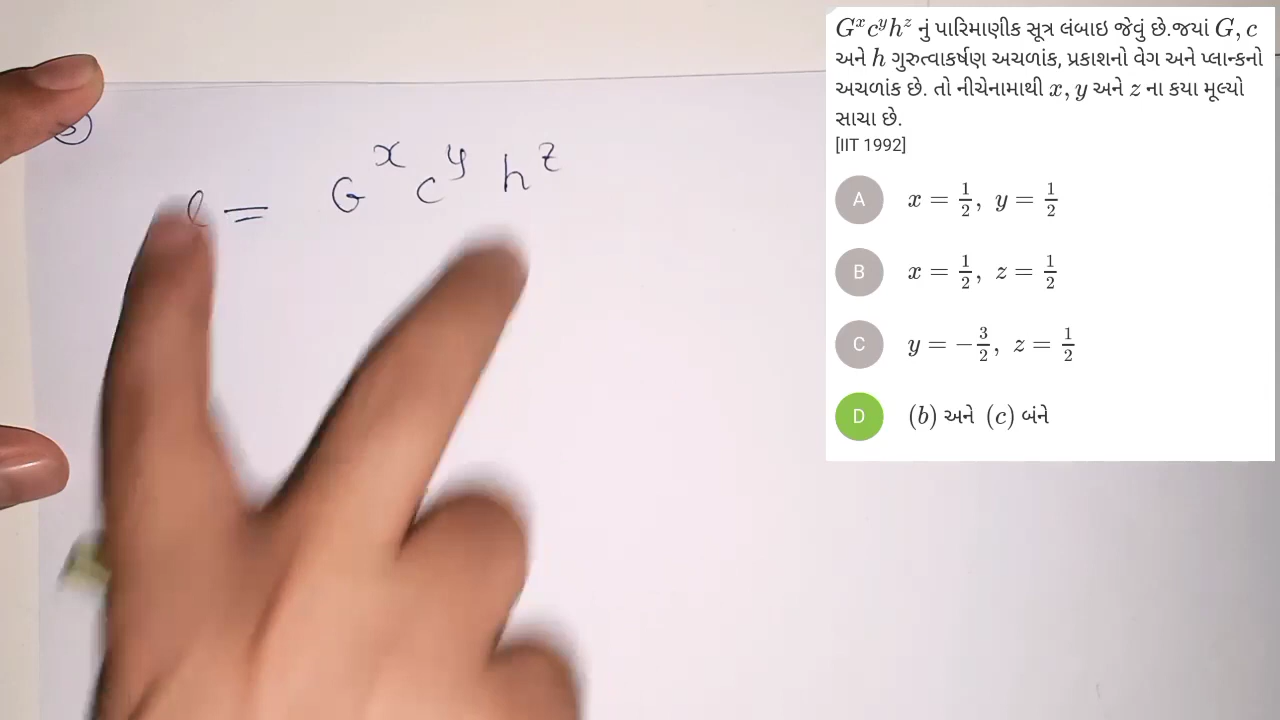 l = G^x c^y h^z
G^x c^y h^z નું પારિમાણીક સૂત્ર લંબાઇ જેવું છે.જ્યાં G, c
અને h ગુરુત્વાકર્ષણ અચળાંક, પ્રકાશનો વેગ અને પ્લાન્કનો
અચળાંક છે. તો નીચેનામાથી x, y અને z ના કયા મૂલ્યો
સાચા છે.
[IIT 1992]
A x = 1/2, y = 1/2
B x = 1/2, z = 1/2
C y = -3/2, z = 1/2
D (b) અને (c) બંને